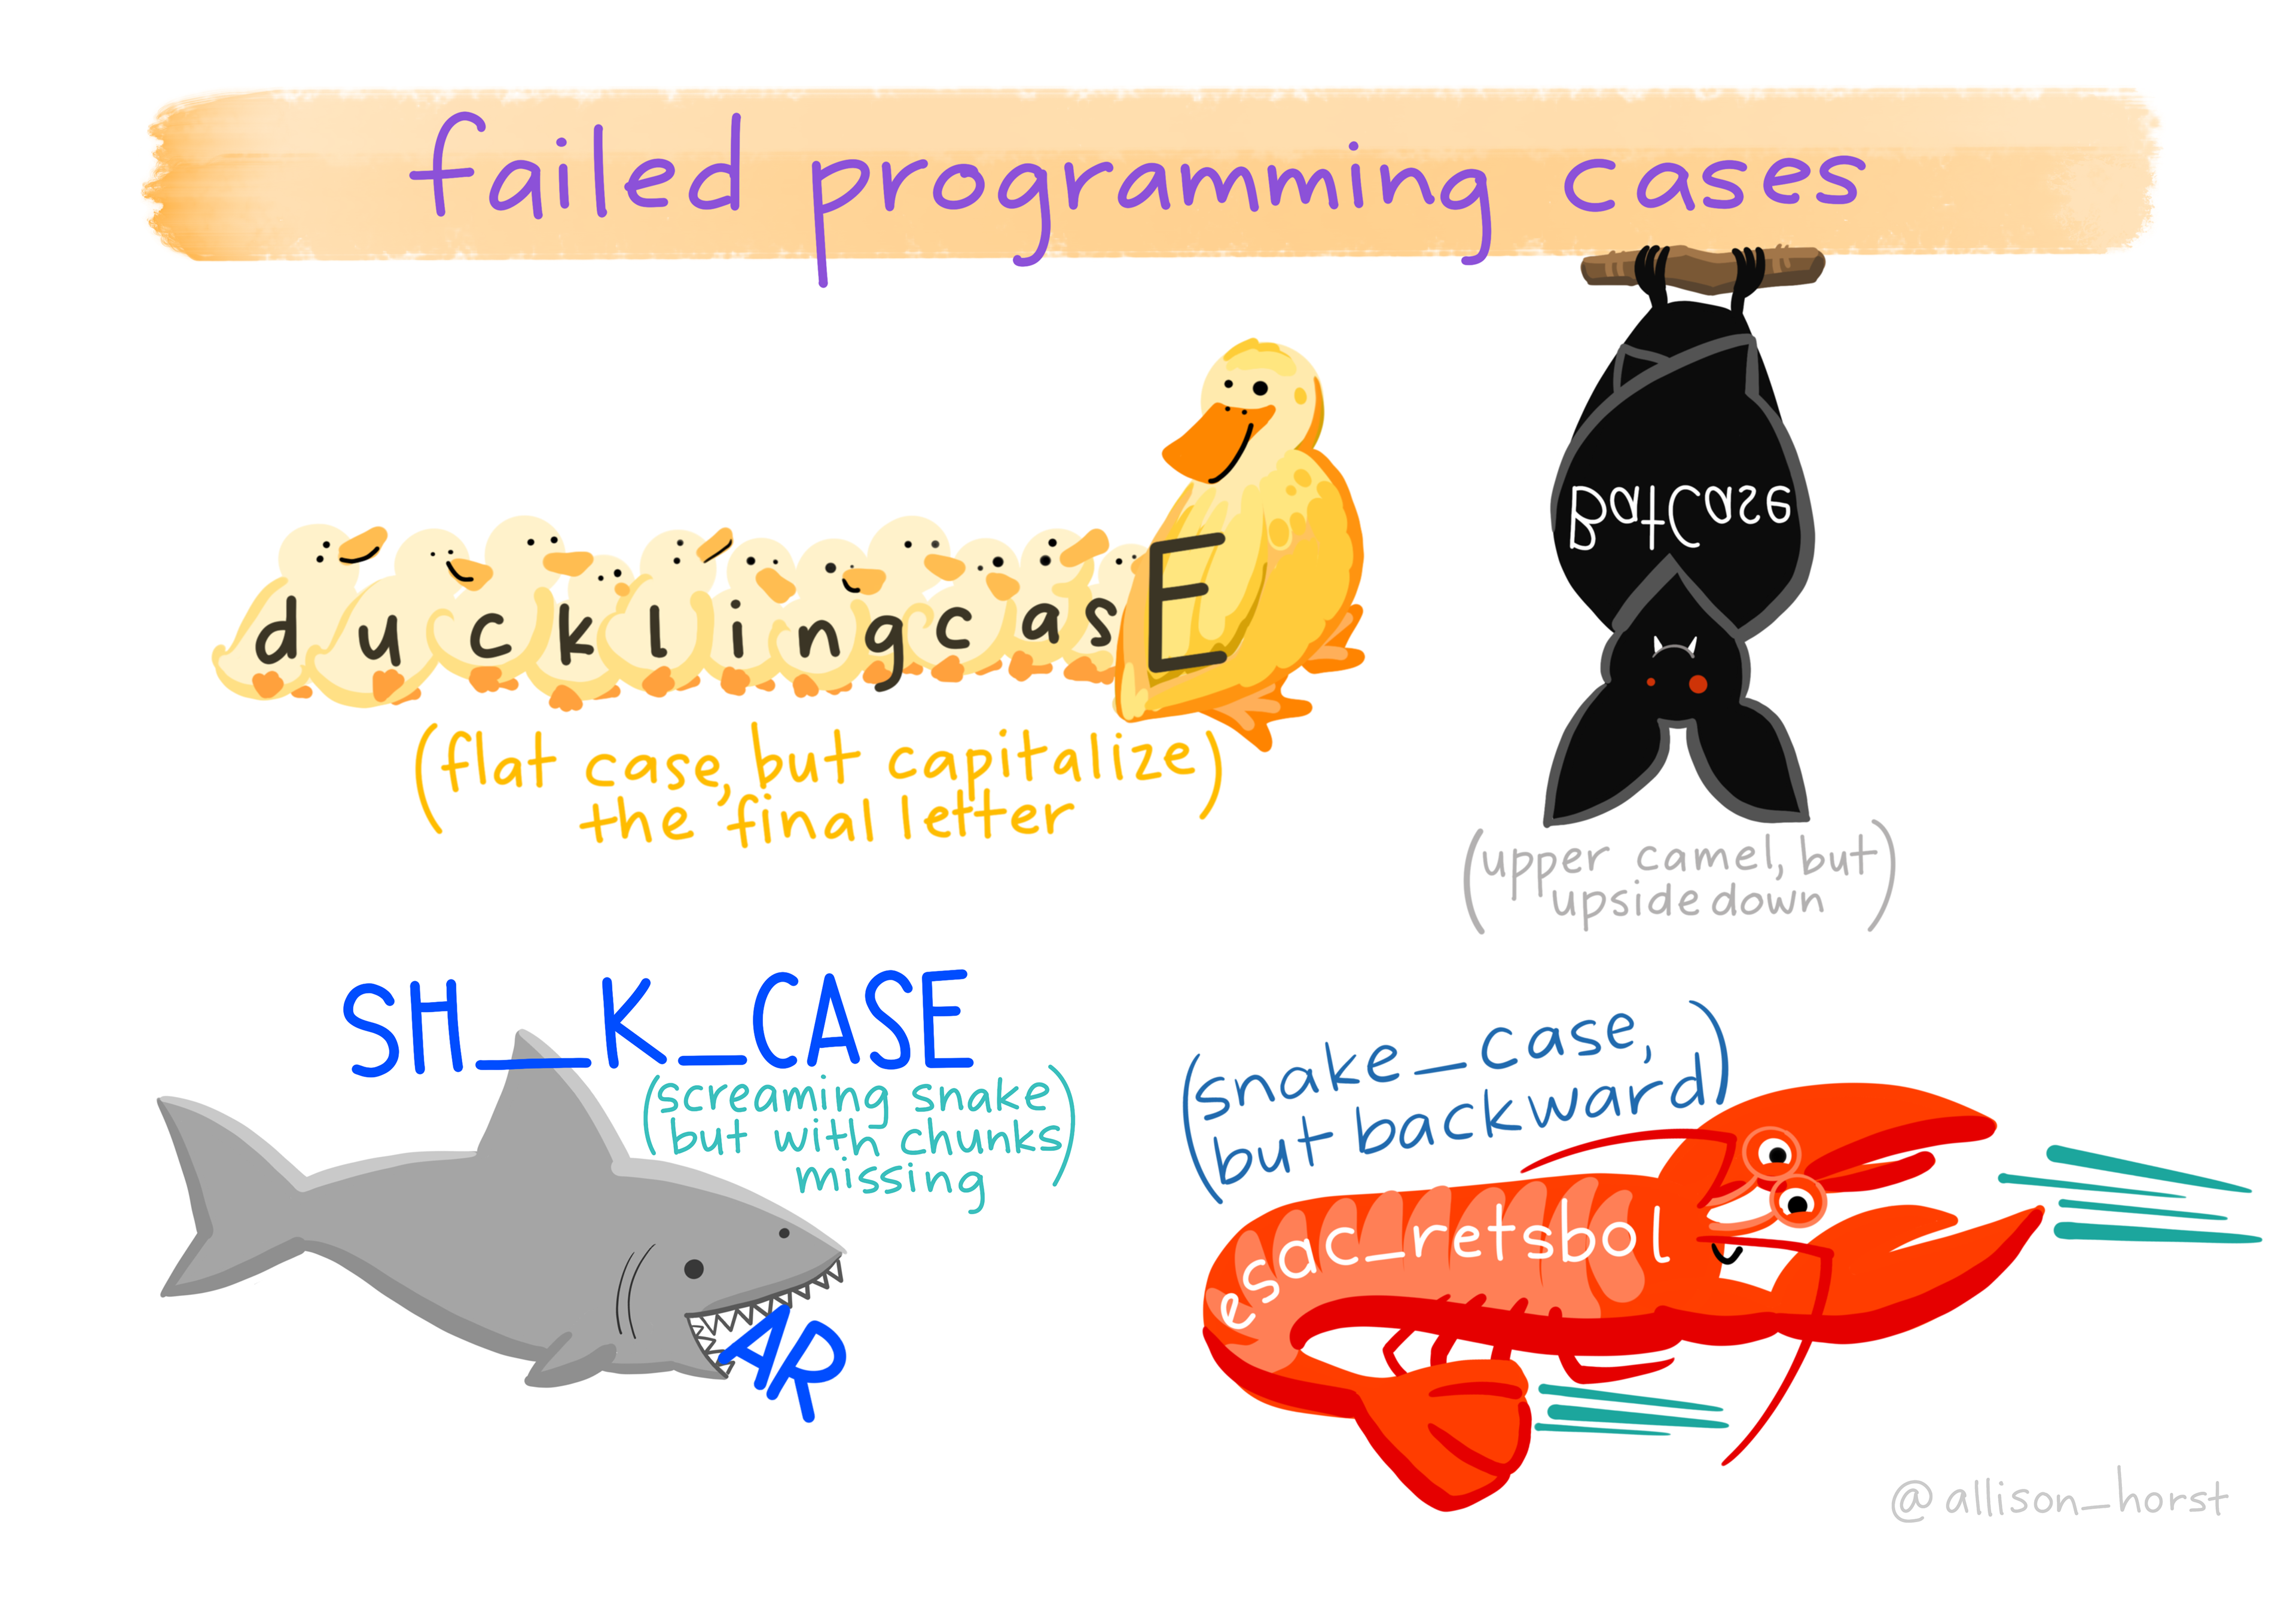 failed programming cases
ducklingcasE
(flat case, but capitalize
the final letter)
BatCase
(upper camel, but
upside down)
SH__K_CASE
(screaming snake
but with chunks
missing)
AR
(snake_case,
but backward)
esac_retsbol
@allison_horst